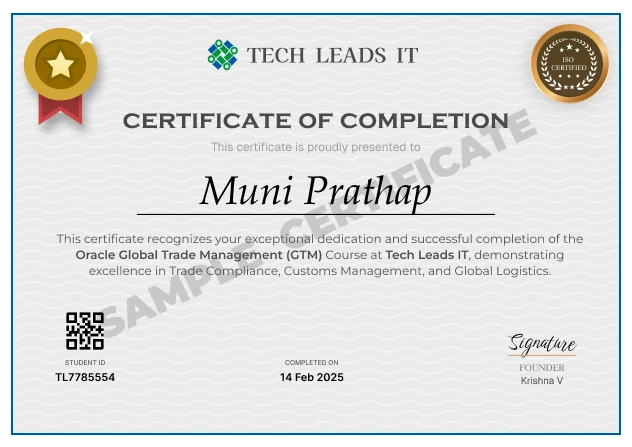 TECH LEADS IT
ISO
CERTIFIED
CERTIFICATE OF COMPLETION
This certificate is proudly presented to
Muni Prathap
SAMPLE CERTIFICATE
This certificate recognizes your exceptional dedication and successful completion of the
Oracle Global Trade Management (GTM) Course at Tech Leads IT, demonstrating
excellence in Trade Compliance, Customs Management, and Global Logistics.
STUDENT ID
TL7785554
COMPLETED ON
14 Feb 2025
Signature
FOUNDER
Krishna V